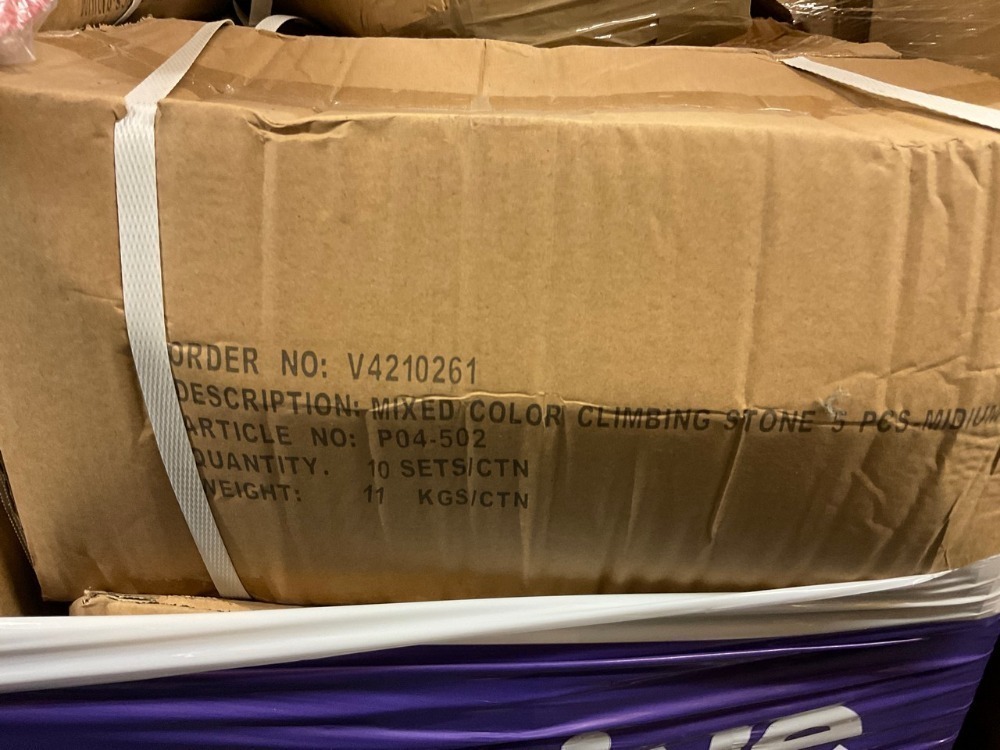 ORDER NO: V4210261
DESCRIPTION: MIXED COLOR CLIMBING STONE 5 PCS-MIDIUM
ARTICLE NO: P04-502
QUANTITY. 10 SETS/CTN
WEIGHT: 11 KGS/CTN